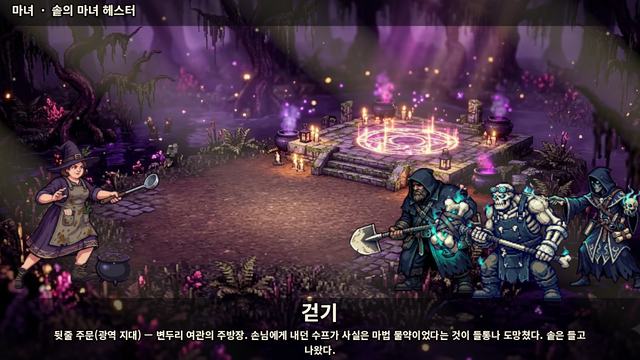 마녀 · 솥의 마녀 헤스터
걷기
뒷줄 주문(광역 지대) — 변두리 여관의 주방장. 손님에게 내던 수프가 사실은 마법 물약이었다는 것이 들통나 도망쳤다. 솥은 들고
나왔다.